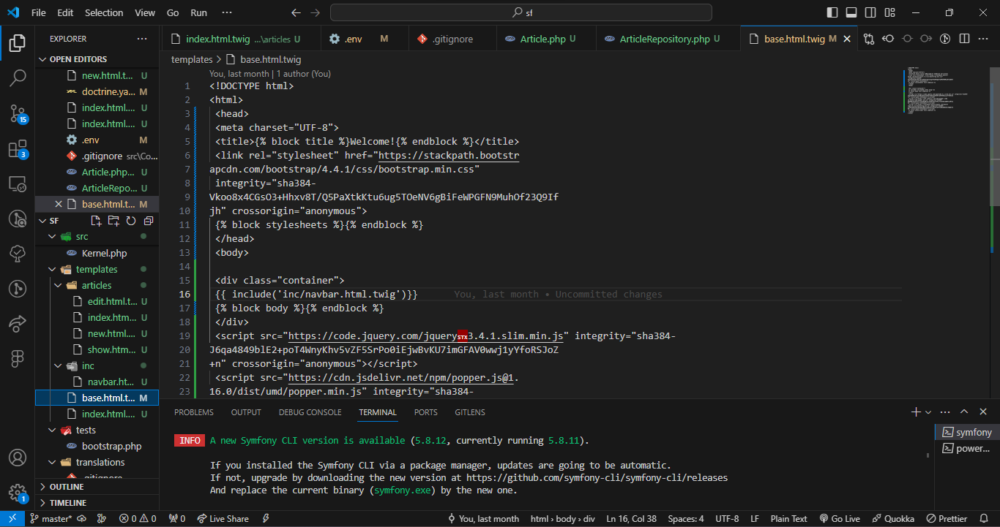 File Edit Selection View Go Run ··· sf
EXPLORER ···
OPEN EDITORS
new.html.t... U
doctrine.ya... M
index.html.... U
index.html.... U
.env M
.gitignore src\Co...
Article.php... U
ArticleRepo... U
base.html.t... M
SF
src
Kernel.php
templates
articles
edit.html.t... U
index.htm... U
new.html.... U
show.htm... U
inc
navbar.ht... U
base.html.t... M
index.html.... U
tests
bootstrap.php
translations
.gitignore
OUTLINE
TIMELINE
15
3
1
index.html.twig ...\articles U .env M .gitignore Article.php U ArticleRepository.php U base.html.twig M
templates > base.html.twig
You, last month | 1 author (You)
1 <!DOCTYPE html>
2 <html>
3 <head>
4 <meta charset="UTF-8">
5 <title>{% block title %}Welcome!{% endblock %}</title>
6 <link rel="stylesheet" href="https://stackpath.bootstr
7 apcdn.com/bootstrap/4.4.1/css/bootstrap.min.css"
8 integrity="sha384-
9 Vkoo8x4CGsO3+Hhxv8T/Q5PaXtkKtu6ug5TOeNV6gBiFeWPGFN9MuhOf23Q9If
10 jh" crossorigin="anonymous">
11 {% block stylesheets %}{% endblock %}
12 </head>
13 <body>
14
15 <div class="container">
16 {{ include('inc/navbar.html.twig')}} You, last month • Uncommitted changes
17 {% block body %}{% endblock %}
18 </div>
19 <script src="https://code.jquery.com/jquerySTX3.4.1.slim.min.js" integrity="sha384-
20 J6qa4849blE2+poT4WnyKhv5vZF5SrPo0iEjwBvKU7imGFAV0wwj1yYfoRSJoZ
21 +n" crossorigin="anonymous"></script>
22 <script src="https://cdn.jsdelivr.net/npm/popper.js@1.
23 16.0/dist/umd/popper.min.js" integrity="sha384-
PROBLEMS OUTPUT DEBUG CONSOLE TERMINAL PORTS GITLENS
INFO A new Symfony CLI version is available (5.8.12, currently running 5.8.11).
If you installed the Symfony CLI via a package manager, updates are going to be automatic.
If not, upgrade by downloading the new version at https://github.com/symfony-cli/symfony-cli/releases
And replace the current binary (symfony.exe) by the new one.
symfony
power...
master* 0 0 0 Live Share You, last month html › body › div Ln 16, Col 38 Spaces: 4 UTF-8 LF Plain Text Go Live Quokka Prettier